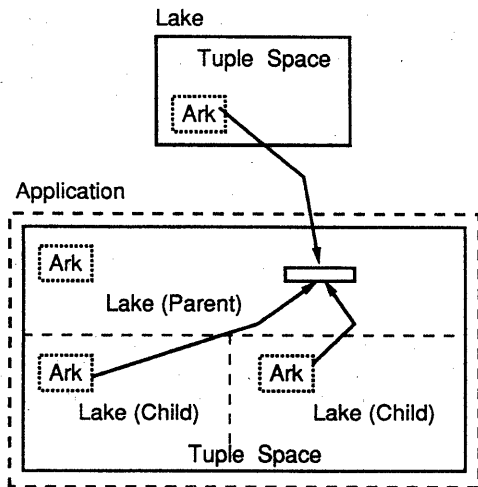 Lake
Tuple Space
Ark
Application
Ark
Lake (Parent)
Ark
Ark
Lake (Child)
Lake (Child)
Tuple Space